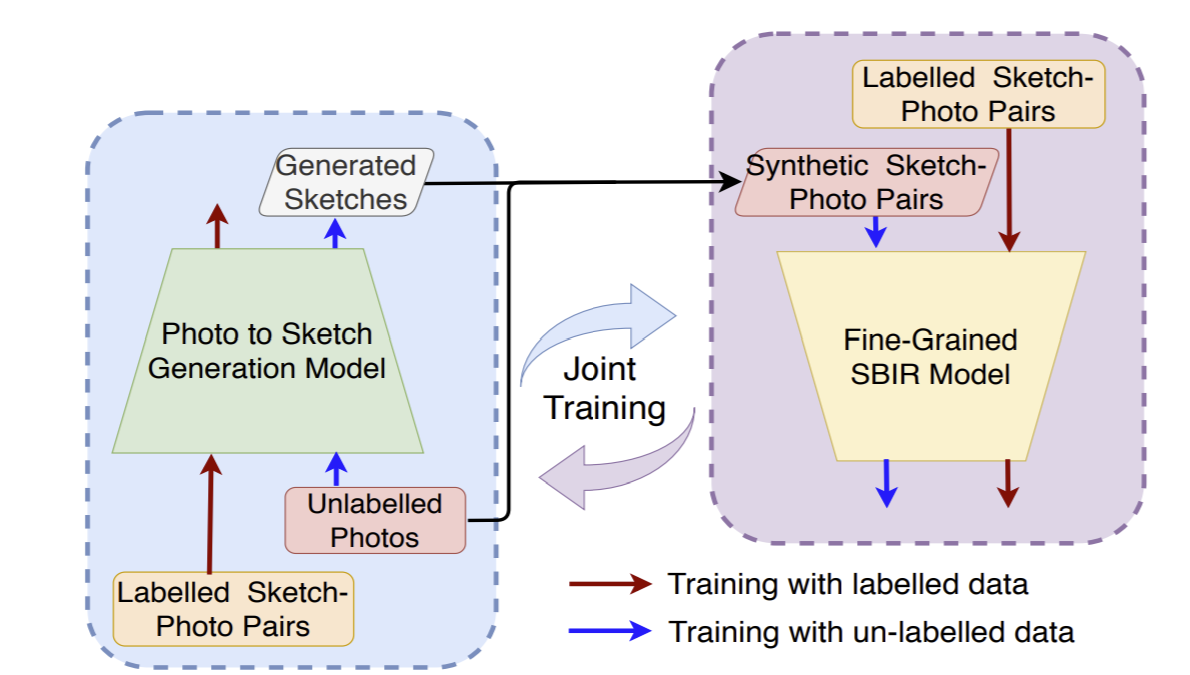 Labelled Sketch-
Photo Pairs
Generated
Sketches
Synthetic Sketch-
Photo Pairs
Photo to Sketch
Generation Model
Joint
Training
Fine-Grained
SBIR Model
Unlabelled
Photos
Labelled Sketch-
Photo Pairs
Training with labelled data
Training with un-labelled data